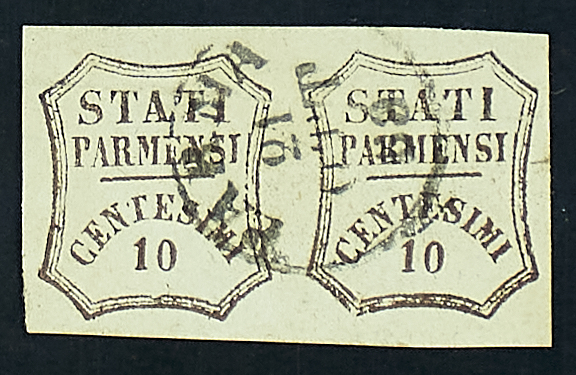 STATI
PARMENSI
CENTESIMI
10
STATI
PARMENSI
CENTESIMI
10